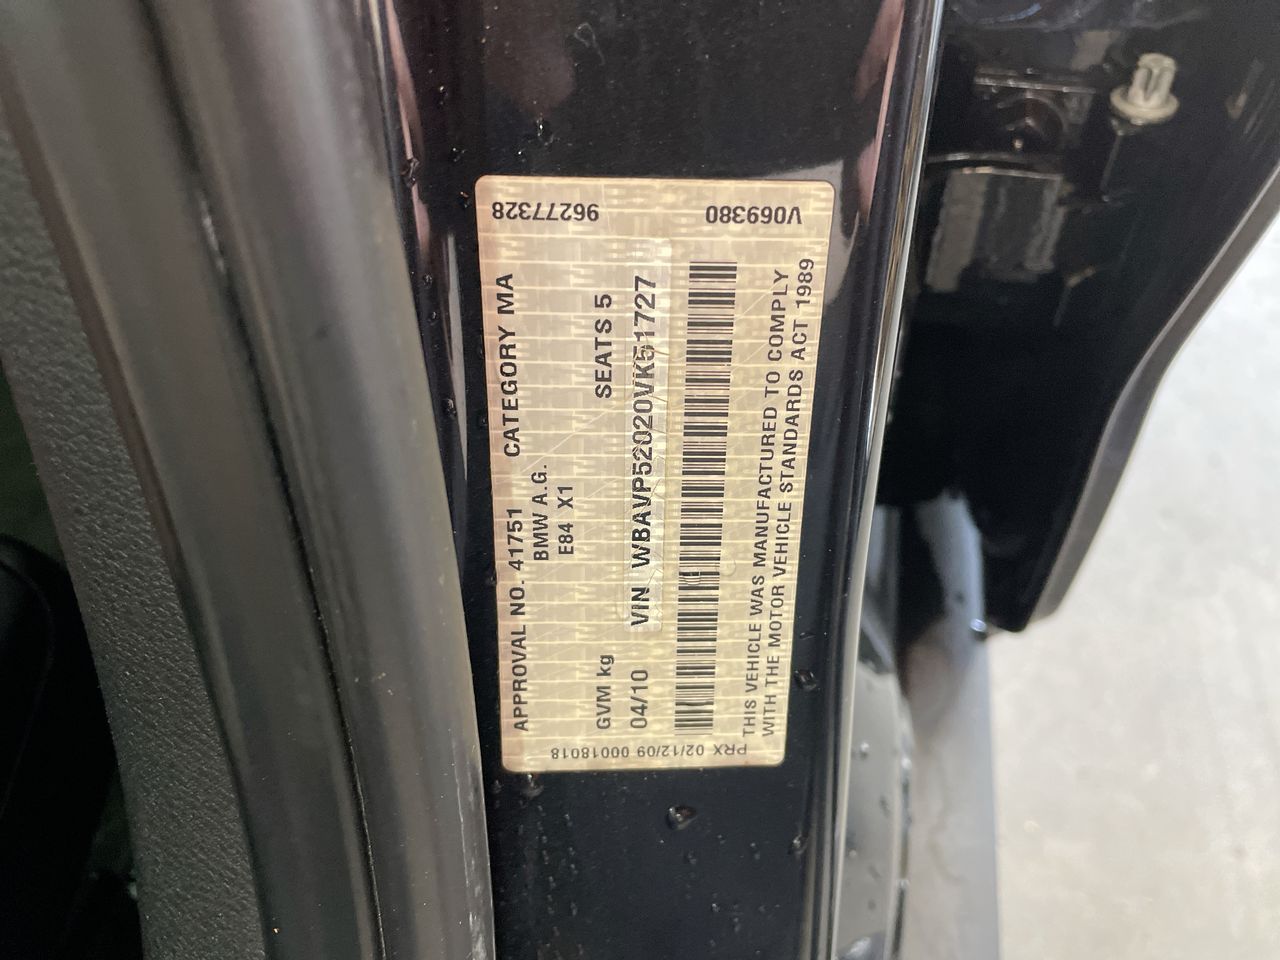 96277328
V069380
APPROVAL NO. 41751 CATEGORY MA
BMW A.G.
E84 X1
GVM kg SEATS 5
04/10 VIN WBAVP52020VK51727
THIS VEHICLE WAS MANUFACTURED TO COMPLY
WITH THE MOTOR VEHICLE STANDARDS ACT 1989
PRX 02/12/09 00018018